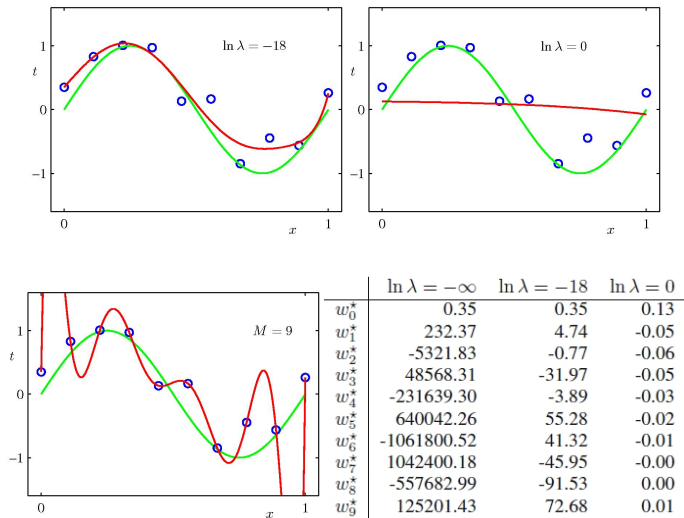 ln λ = −18
1
t
0
−1
0
x
1
ln λ = 0
1
t
0
−1
0
x
1
M = 9
1
t
0
−1
0
x
1
ln λ = −∞ ln λ = −18 ln λ = 0
w₀* 0.35 0.35 0.13
w₁* 232.37 4.74 -0.05
w₂* -5321.83 -0.77 -0.06
w₃* 48568.31 -31.97 -0.05
w₄* -231639.30 -3.89 -0.03
w₅* 640042.26 55.28 -0.02
w₆* -1061800.52 41.32 -0.01
w₇* 1042400.18 -45.95 -0.00
w₈* -557682.99 -91.53 0.00
w₉* 125201.43 72.68 0.01